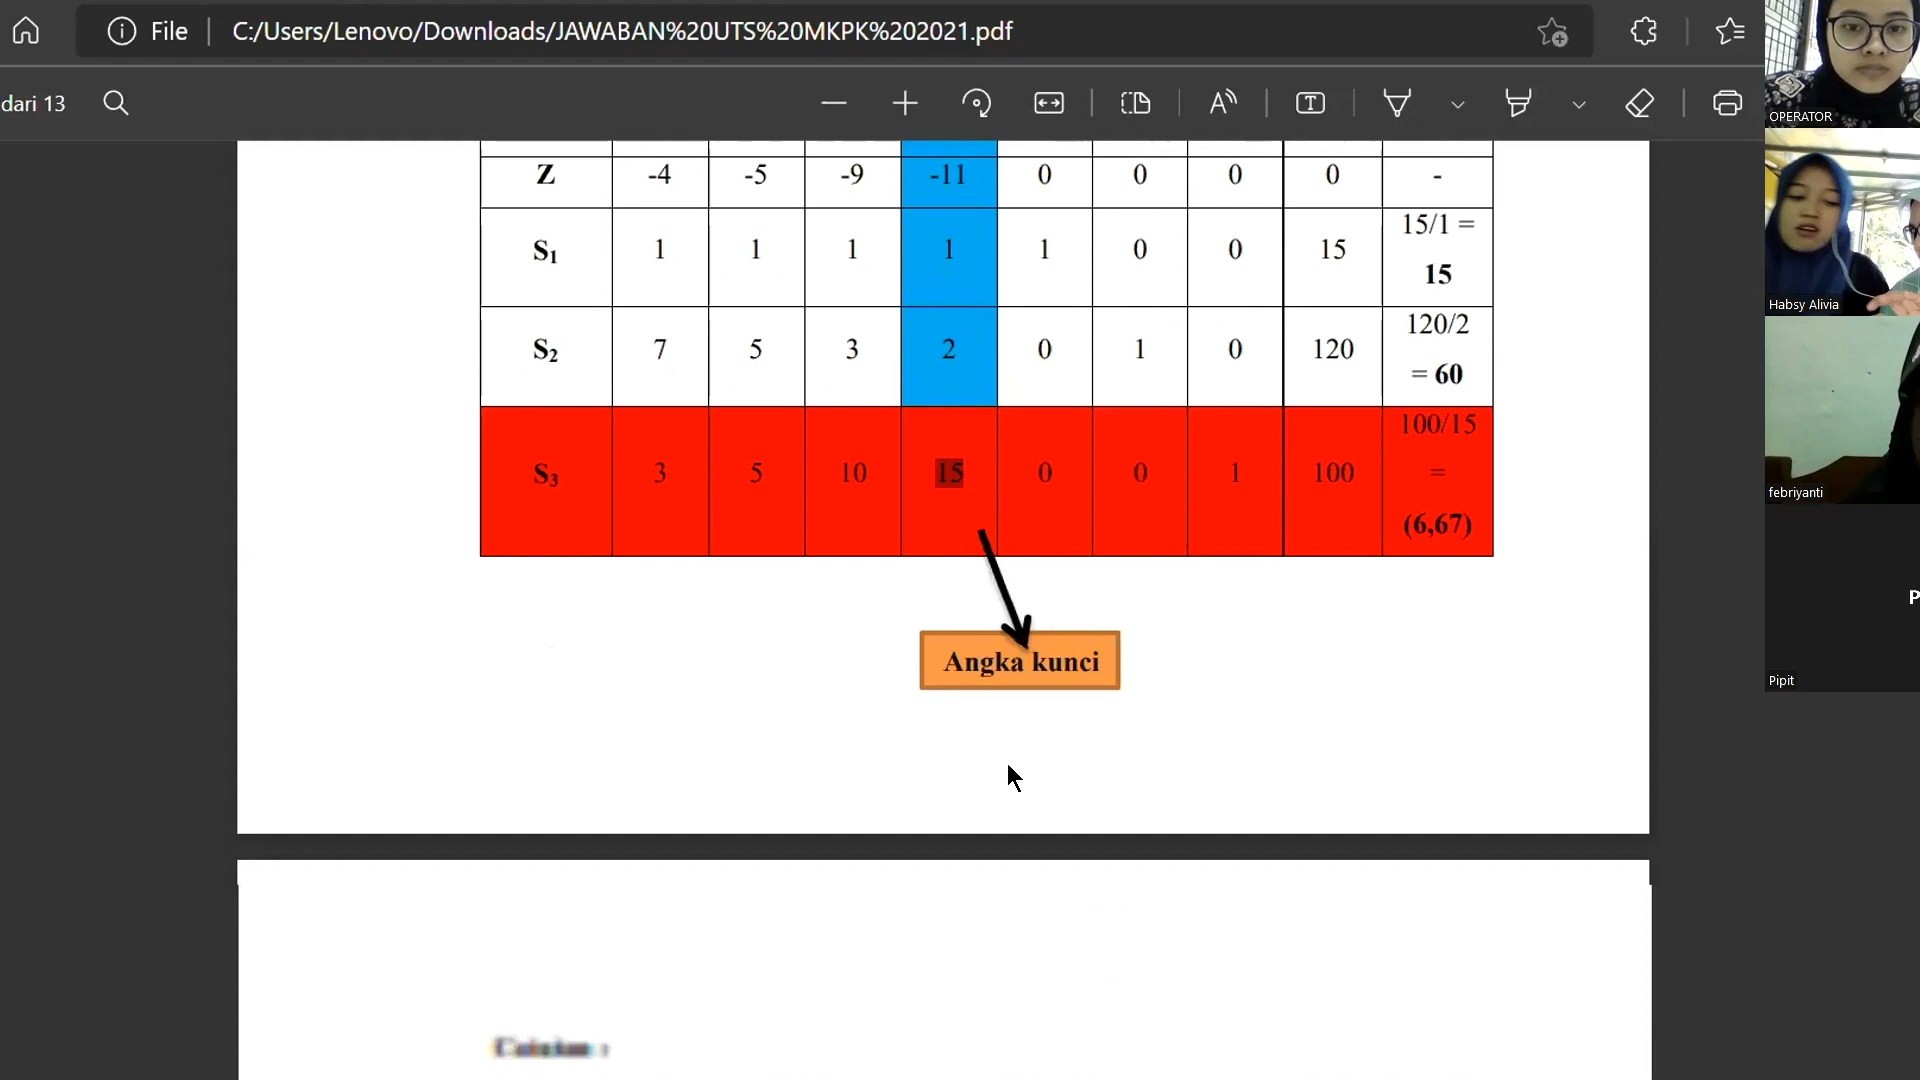 File C:/Users/Lenovo/Downloads/JAWABAN%20UTS%20MKPK%202021.pdf
dari 13
OPERATOR
Habsy Alivia
febriyanti
P
Pipit
Z -4 -5 -9 -11 0 0 0 0 -
S₁ 1 1 1 1 1 0 0 15 15/1 = 15
S₂ 7 5 3 2 0 1 0 120 120/2 = 60
S₃ 3 5 10 15 0 0 1 100 100/15 = (6,67)
Angka kunci